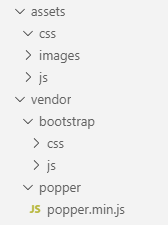 assets
css
images
js
vendor
bootstrap
css
js
popper
JS popper.min.js